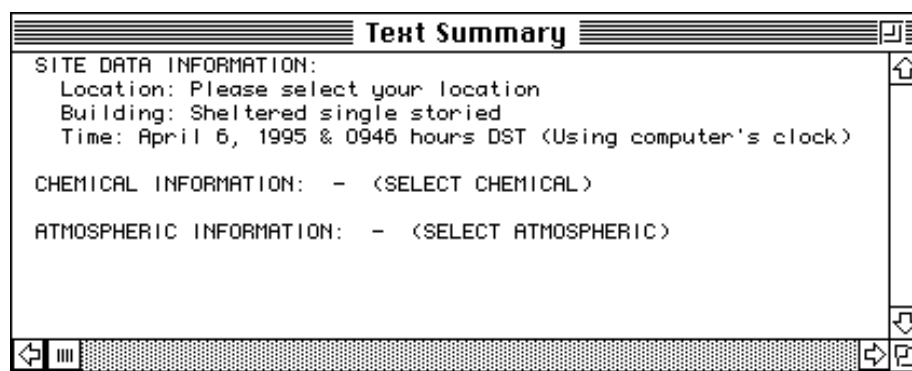 Text Summary
SITE DATA INFORMATION:
Location: Please select your location
Building: Sheltered single storied
Time: April 6, 1995 & 0946 hours DST (Using computer's clock)
CHEMICAL INFORMATION: - (SELECT CHEMICAL)
ATMOSPHERIC INFORMATION: - (SELECT ATMOSPHERIC)